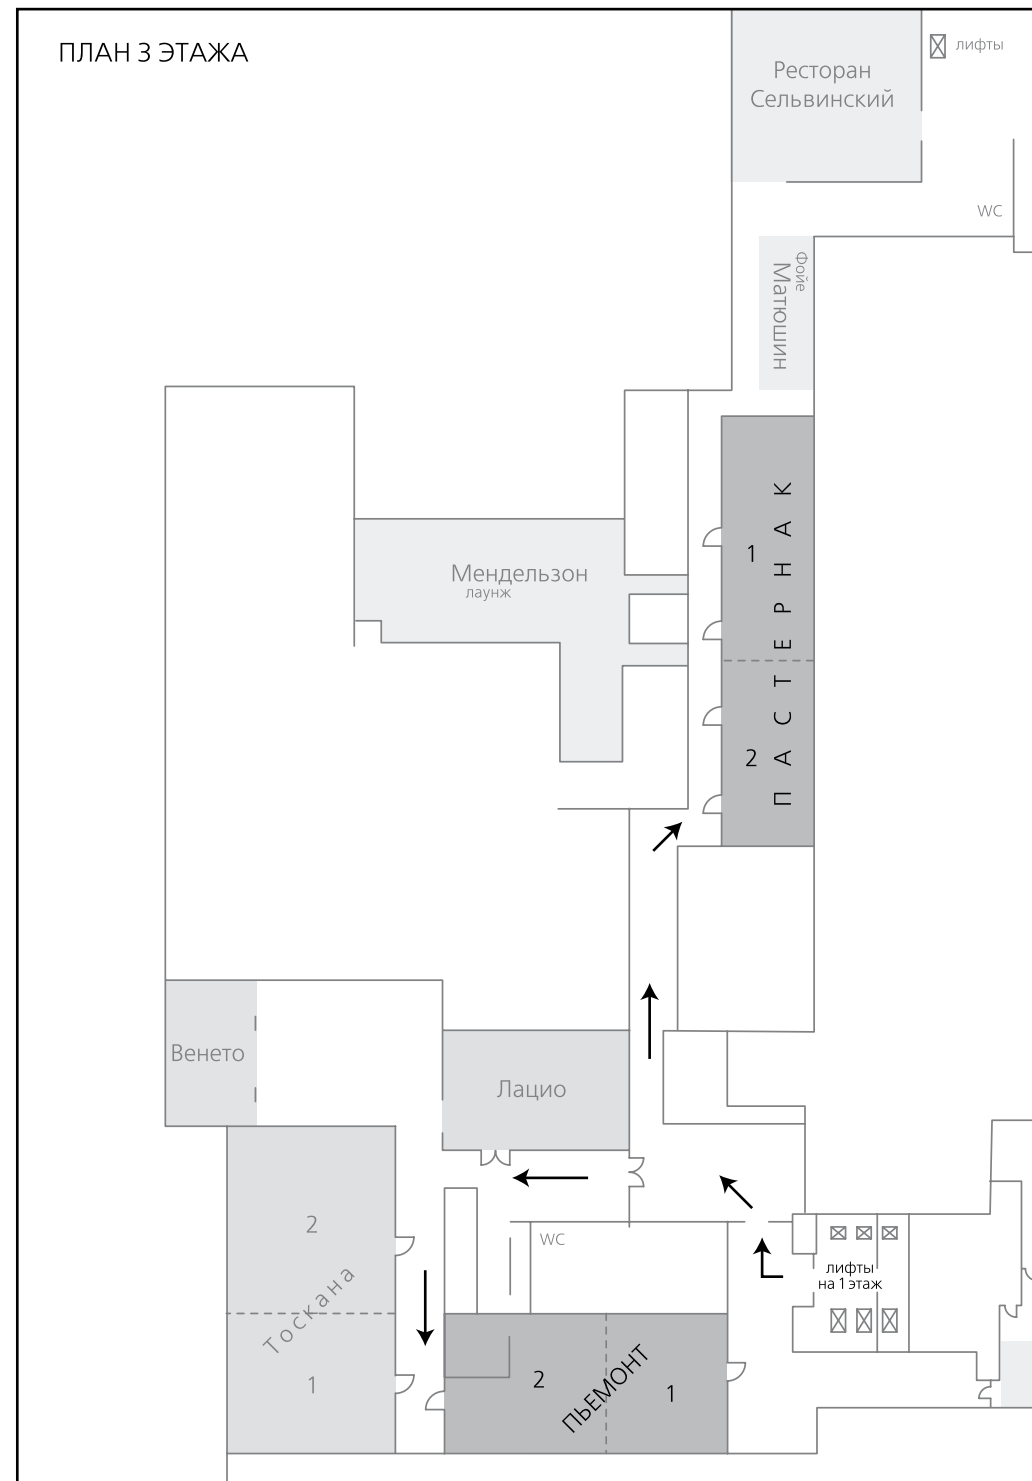 ПЛАН 3 ЭТАЖА
лифты
Ресторан
Сельвинский
WC
Фойе
Матюшин
ПАСТЕРНАК
1
2
Мендельзон
лаунж
Венето
Лацио
2
Тоскана
1
WC
лифты
на 1 этаж
2
ПЬЕМОНТ
1